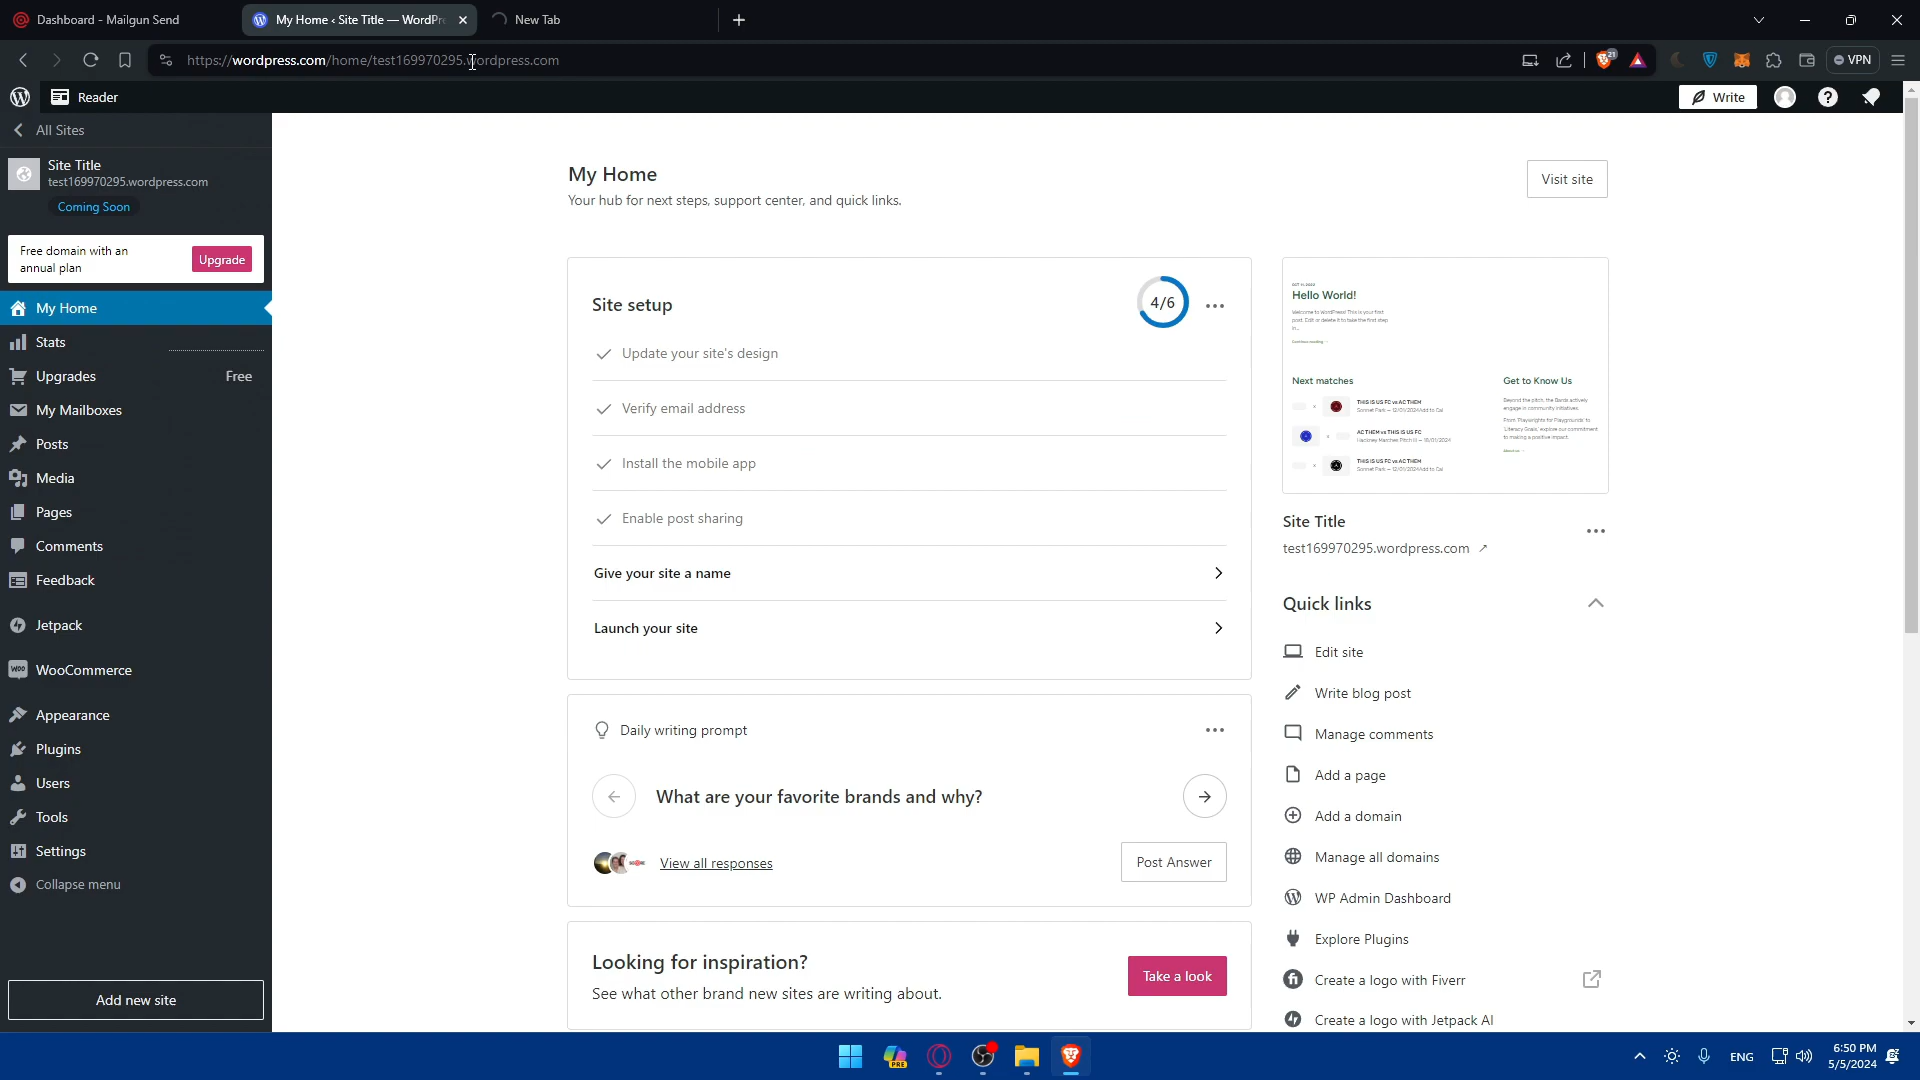 Dashboard - Mailgun Send
My Home ‹ Site Title — WordPr
New Tab
https://wordpress.com/home/test169970295.wordpress.com
21
VPN
Reader
Write
All Sites
Site Title
test169970295.wordpress.com
Coming Soon
Free domain with an
annual plan
Upgrade
My Home
Stats
Upgrades
Free
My Mailboxes
Posts
Media
Pages
Comments
Feedback
Jetpack
WooCommerce
Appearance
Plugins
Users
Tools
Settings
Collapse menu
Add new site
My Home
Your hub for next steps, support center, and quick links.
Visit site
Site setup
4/6
Update your site's design
Verify email address
Install the mobile app
Enable post sharing
Give your site a name
Launch your site
Daily writing prompt
What are your favorite brands and why?
View all responses
Post Answer
Looking for inspiration?
See what other brand new sites are writing about.
Take a look
Hello World!
Welcome to WordPress! This is your first
post. Edit or delete it to take the first step
in...
Next matches
THIS IS US FC vs AC THEM
Sonnet Park — 12/01/2024Add to Cal
AC THEM vs THIS IS US FC
Hackney Marches Pitch III — 16/01/2024
THIS IS US FC vs AC THEM
Sonnet Park — 12/01/2024Add to Cal
Get to Know Us
Beyond the pitch, the Bards actively
engage in community initiatives.
From 'Playwrights for Playgrounds' to
'Literacy Goals,' explore our commitment
to making a positive impact.
Site Title
test169970295.wordpress.com ↗
Quick links
Edit site
Write blog post
Manage comments
Add a page
Add a domain
Manage all domains
WP Admin Dashboard
Explore Plugins
Create a logo with Fiverr
Create a logo with Jetpack AI
PRE
ENG
6:50 PM
5/5/2024